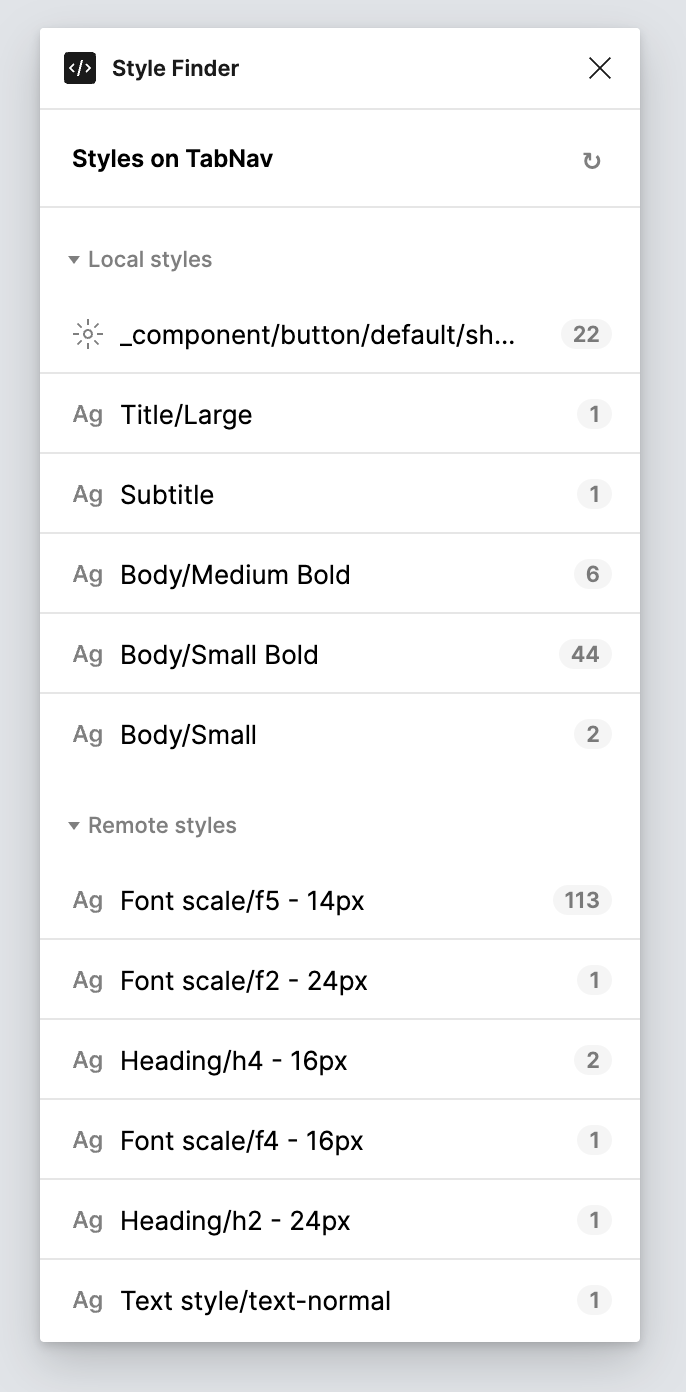 </> Style Finder
Styles on TabNav
Local styles
_component/button/default/sh... 22
Ag Title/Large 1
Ag Subtitle 1
Ag Body/Medium Bold 6
Ag Body/Small Bold 44
Ag Body/Small 2
Remote styles
Ag Font scale/f5 - 14px 113
Ag Font scale/f2 - 24px 1
Ag Heading/h4 - 16px 2
Ag Font scale/f4 - 16px 1
Ag Heading/h2 - 24px 1
Ag Text style/text-normal 1